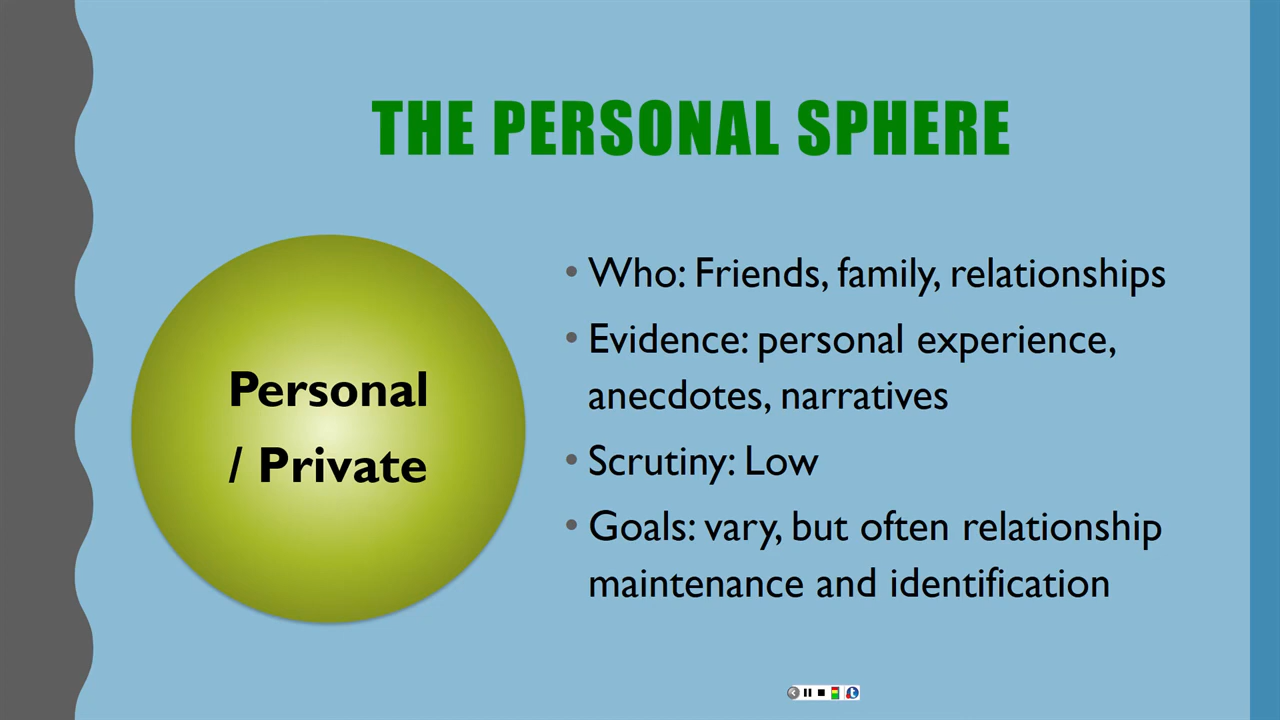 THE PERSONAL SPHERE
Personal
/ Private
• Who: Friends, family, relationships
• Evidence: personal experience,
anecdotes, narratives
• Scrutiny: Low
• Goals: vary, but often relationship
maintenance and identification